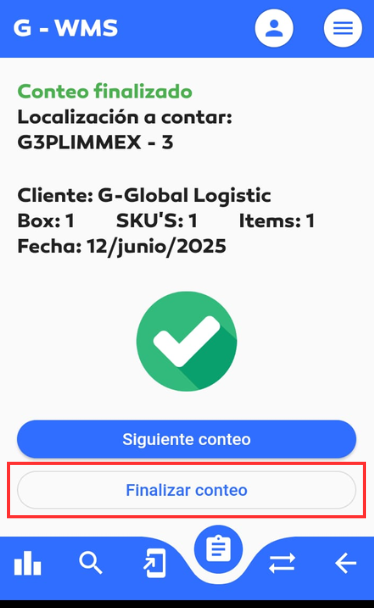 G - WMS
Conteo finalizado
Localización a contar:
G3PLIMMEX - 3
Cliente: G-Global Logistic
Box: 1 SKU'S: 1 Items: 1
Fecha: 12/junio/2025
Siguiente conteo
Finalizar conteo